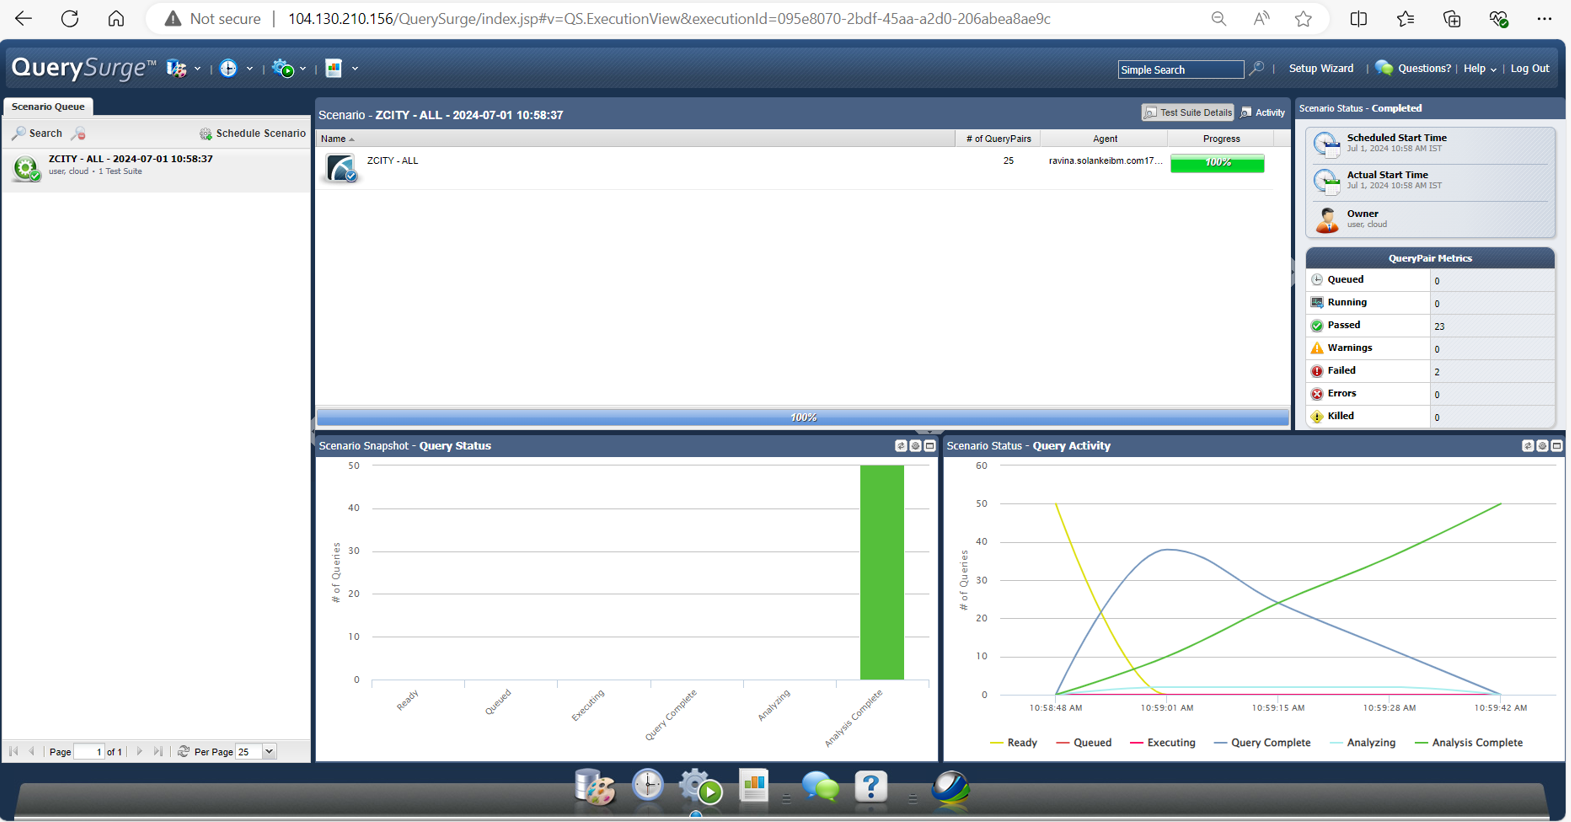 Not secure | 104.130.210.156/QuerySurge/index.jsp#v=QS.ExecutionView&executionId=095e8070-2bdf-45aa-a2d0-206abea8ae9c
QuerySurge™
Simple Search
Setup Wizard | Questions? | Help | Log Out
Scenario Queue
Search
Schedule Scenario
ZCITY - ALL - 2024-07-01 10:58:37
user, cloud • 1 Test Suite
Page 1 of 1
Per Page 25
Scenario - ZCITY - ALL - 2024-07-01 10:58:37
Test Suite Details
Activity
Name # of QueryPairs Agent Progress
ZCITY - ALL 25 ravina.solankeibm.com17... 100%
100%
Scenario Status - Completed
Scheduled Start Time
Jul 1, 2024 10:58 AM IST
Actual Start Time
Jul 1, 2024 10:58 AM IST
Owner
user, cloud
QueryPair Metrics
Queued 0
Running 0
Passed 23
Warnings 0
Failed 2
Errors 0
Killed 0
Scenario Snapshot - Query Status
# of Queries
50
40
30
20
10
0
Ready Queued Executing Query Complete Analyzing Analysis Complete
Scenario Status - Query Activity
# of Queries
60
50
40
30
20
10
0
10:58:48 AM 10:59:01 AM 10:59:15 AM 10:59:28 AM 10:59:42 AM
Ready Queued Executing Query Complete Analyzing Analysis Complete